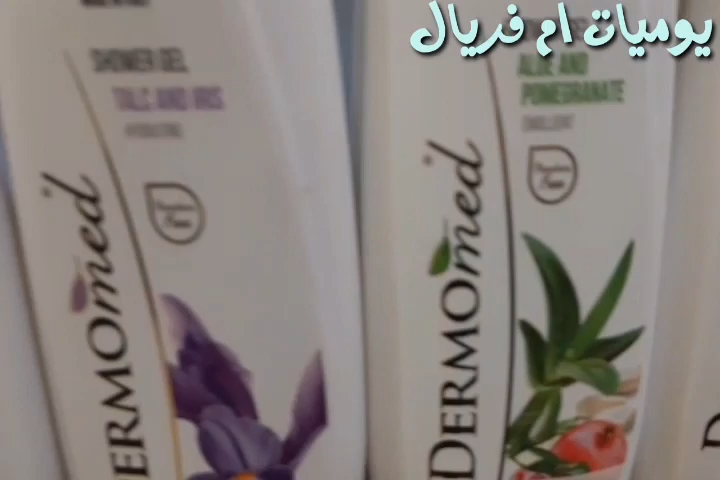 يوميات ام فريال
SHOWER GEL
TALC AND IRIS
DERMOmed
ALOE AND
POMEGRANATE
DERMOmed